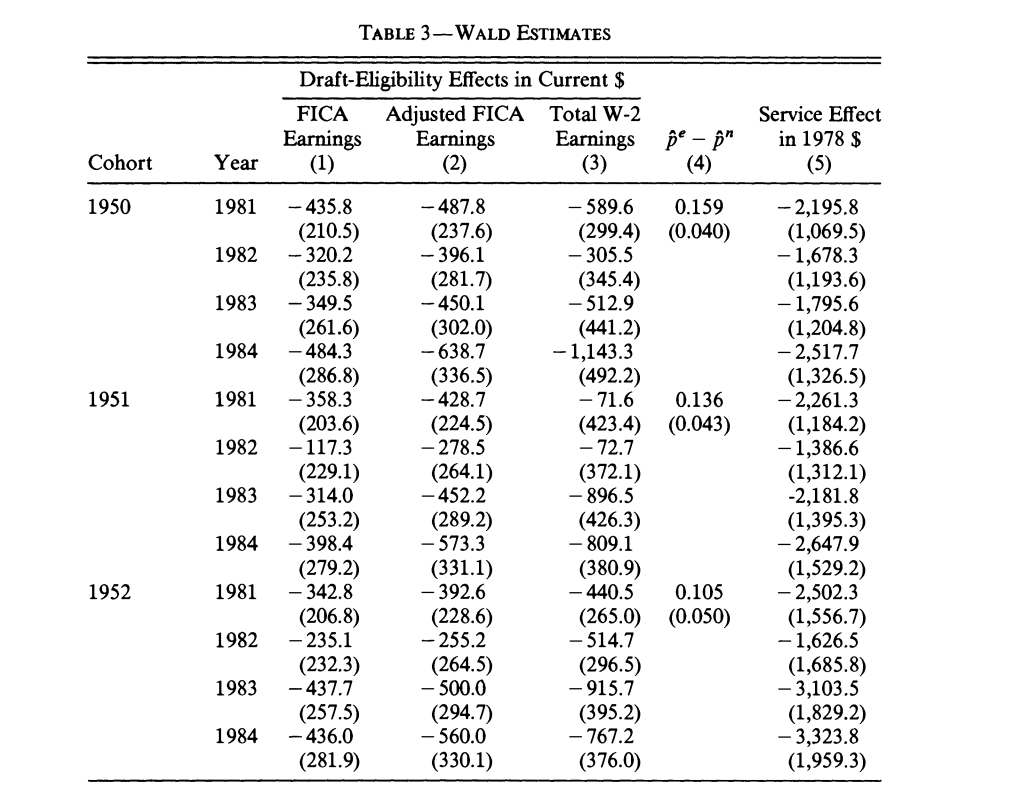 TABLE 3—WALD ESTIMATES
Draft-Eligibility Effects in Current $
FICA Adjusted FICA Total W-2 Service Effect
Earnings Earnings Earnings p̂ᵉ − p̂ⁿ in 1978 $
Cohort Year (1) (2) (3) (4) (5)
1950 1981 −435.8 −487.8 −589.6 0.159 −2,195.8
(210.5) (237.6) (299.4) (0.040) (1,069.5)
1982 −320.2 −396.1 −305.5 −1,678.3
(235.8) (281.7) (345.4) (1,193.6)
1983 −349.5 −450.1 −512.9 −1,795.6
(261.6) (302.0) (441.2) (1,204.8)
1984 −484.3 −638.7 −1,143.3 −2,517.7
(286.8) (336.5) (492.2) (1,326.5)
1951 1981 −358.3 −428.7 −71.6 0.136 −2,261.3
(203.6) (224.5) (423.4) (0.043) (1,184.2)
1982 −117.3 −278.5 −72.7 −1,386.6
(229.1) (264.1) (372.1) (1,312.1)
1983 −314.0 −452.2 −896.5 -2,181.8
(253.2) (289.2) (426.3) (1,395.3)
1984 −398.4 −573.3 −809.1 −2,647.9
(279.2) (331.1) (380.9) (1,529.2)
1952 1981 −342.8 −392.6 −440.5 0.105 −2,502.3
(206.8) (228.6) (265.0) (0.050) (1,556.7)
1982 −235.1 −255.2 −514.7 −1,626.5
(232.3) (264.5) (296.5) (1,685.8)
1983 −437.7 −500.0 −915.7 −3,103.5
(257.5) (294.7) (395.2) (1,829.2)
1984 −436.0 −560.0 −767.2 −3,323.8
(281.9) (330.1) (376.0) (1,959.3)